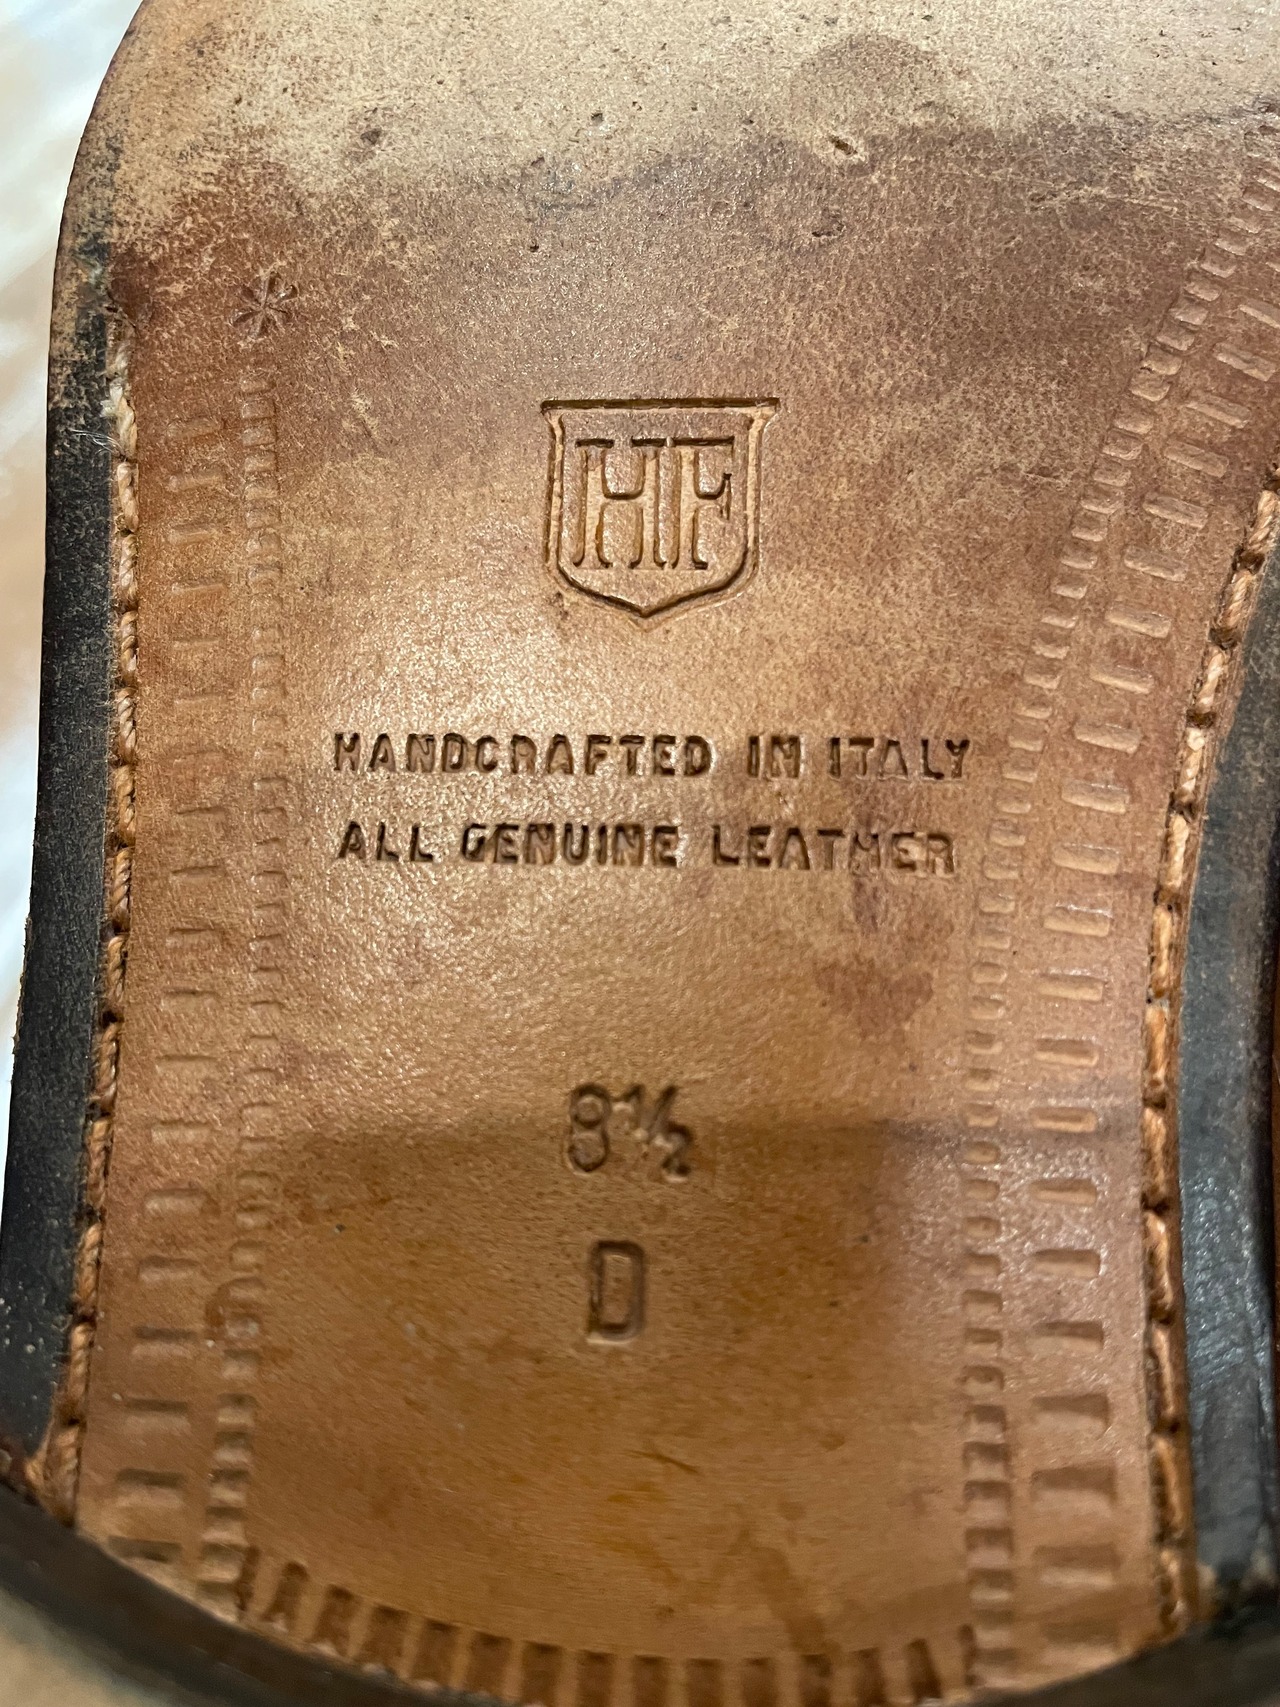 HF
HANDCRAFTED IN ITALY
ALL GENUINE LEATHER
8½
D